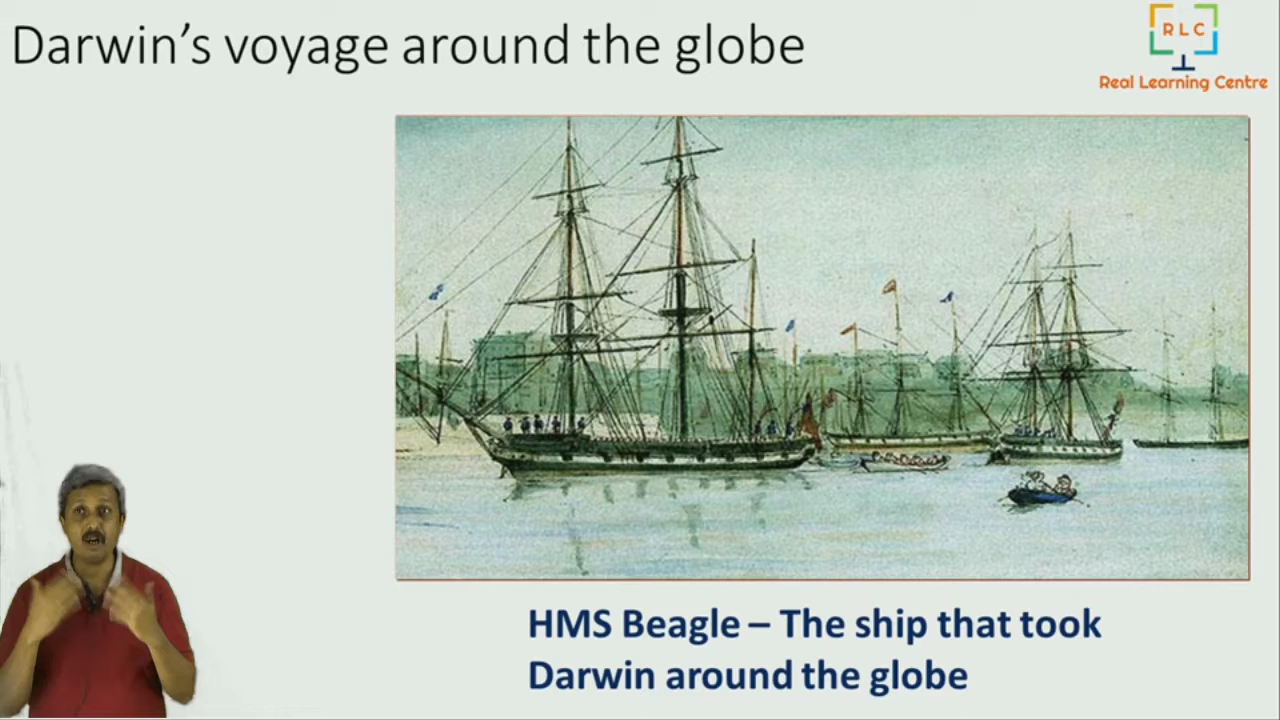 Darwin’s voyage around the globe
RLC
Real Learning Centre
HMS Beagle – The ship that took
Darwin around the globe